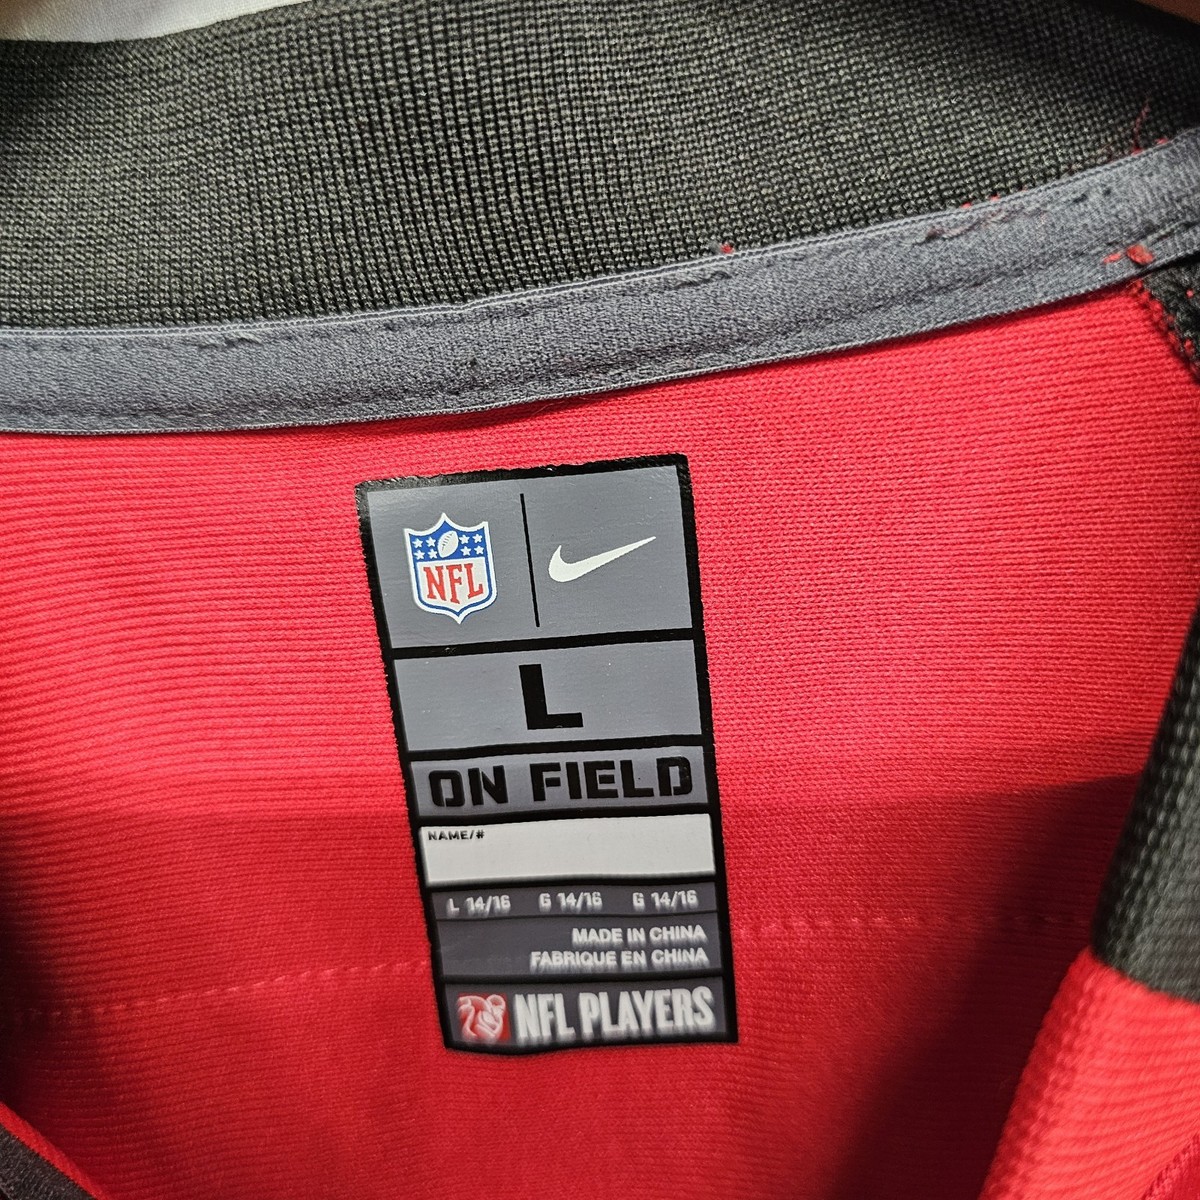 NFL
L
ON FIELD
NAME/#
L 14/16 G 14/16 G 14/16
MADE IN CHINA
FABRIQUE EN CHINA
NFL PLAYERS